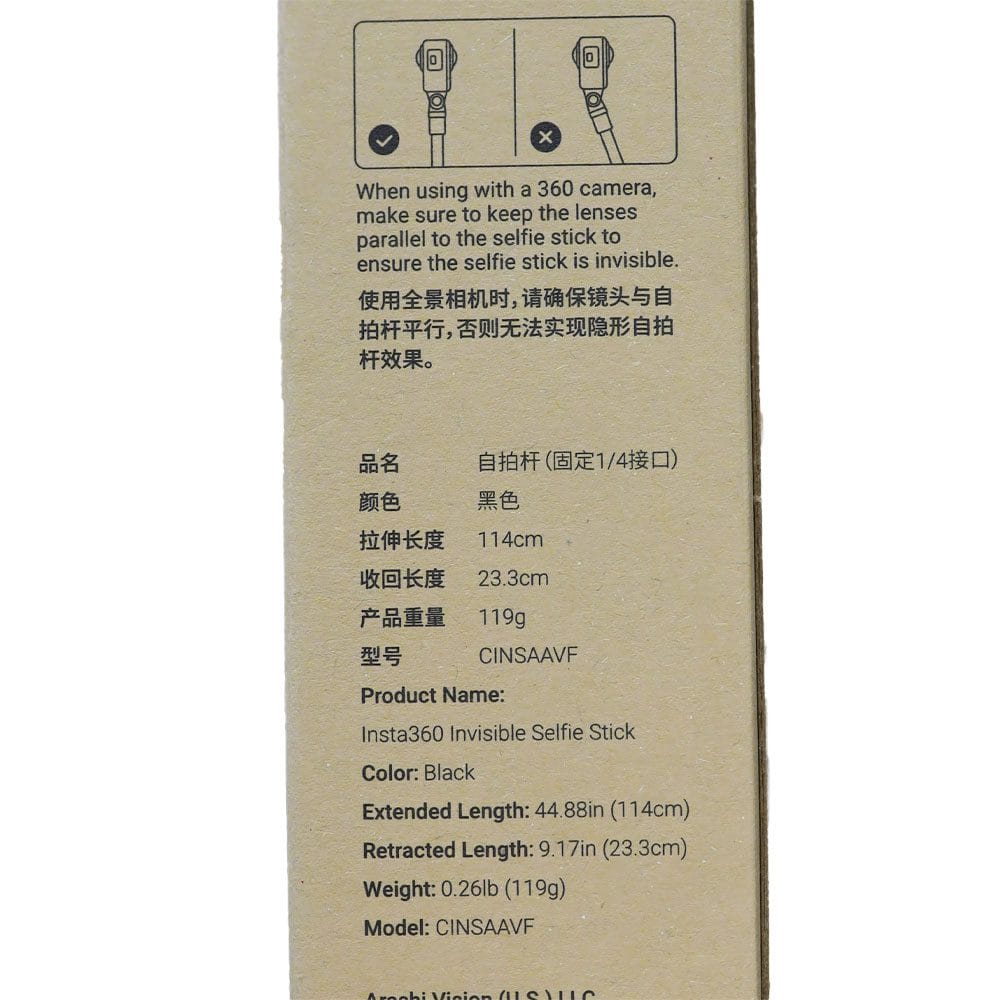 When using with a 360 camera,
make sure to keep the lenses
parallel to the selfie stick to
ensure the selfie stick is invisible.
使用全景相机时,请确保镜头与自
拍杆平行,否则无法实现隐形自拍
杆效果。
品名 自拍杆(固定1/4接口)
颜色 黑色
拉伸长度 114cm
收回长度 23.3cm
产品重量 119g
型号 CINSAAVF
Product Name:
Insta360 Invisible Selfie Stick
Color: Black
Extended Length: 44.88in (114cm)
Retracted Length: 9.17in (23.3cm)
Weight: 0.26lb (119g)
Model: CINSAAVF
Arashi Vision (U.S.) LLC